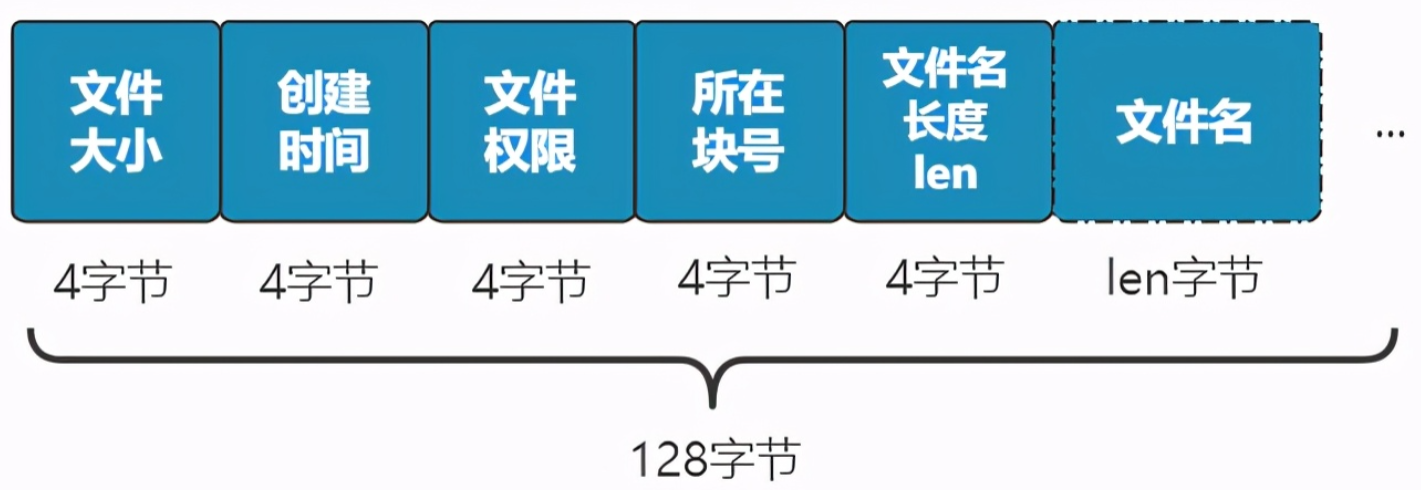 文件
大小
创建
时间
文件
权限
所在
块号
文件名
长度
len
文件名
...
4字节
4字节
4字节
4字节
4字节
len字节
128字节